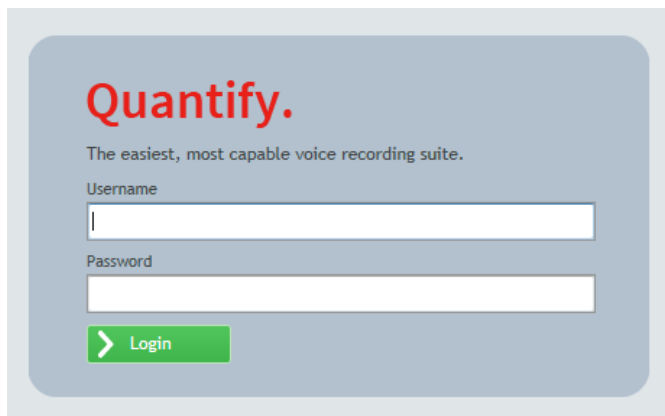 Quantify.
The easiest, most capable voice recording suite.
Username
Password
Login